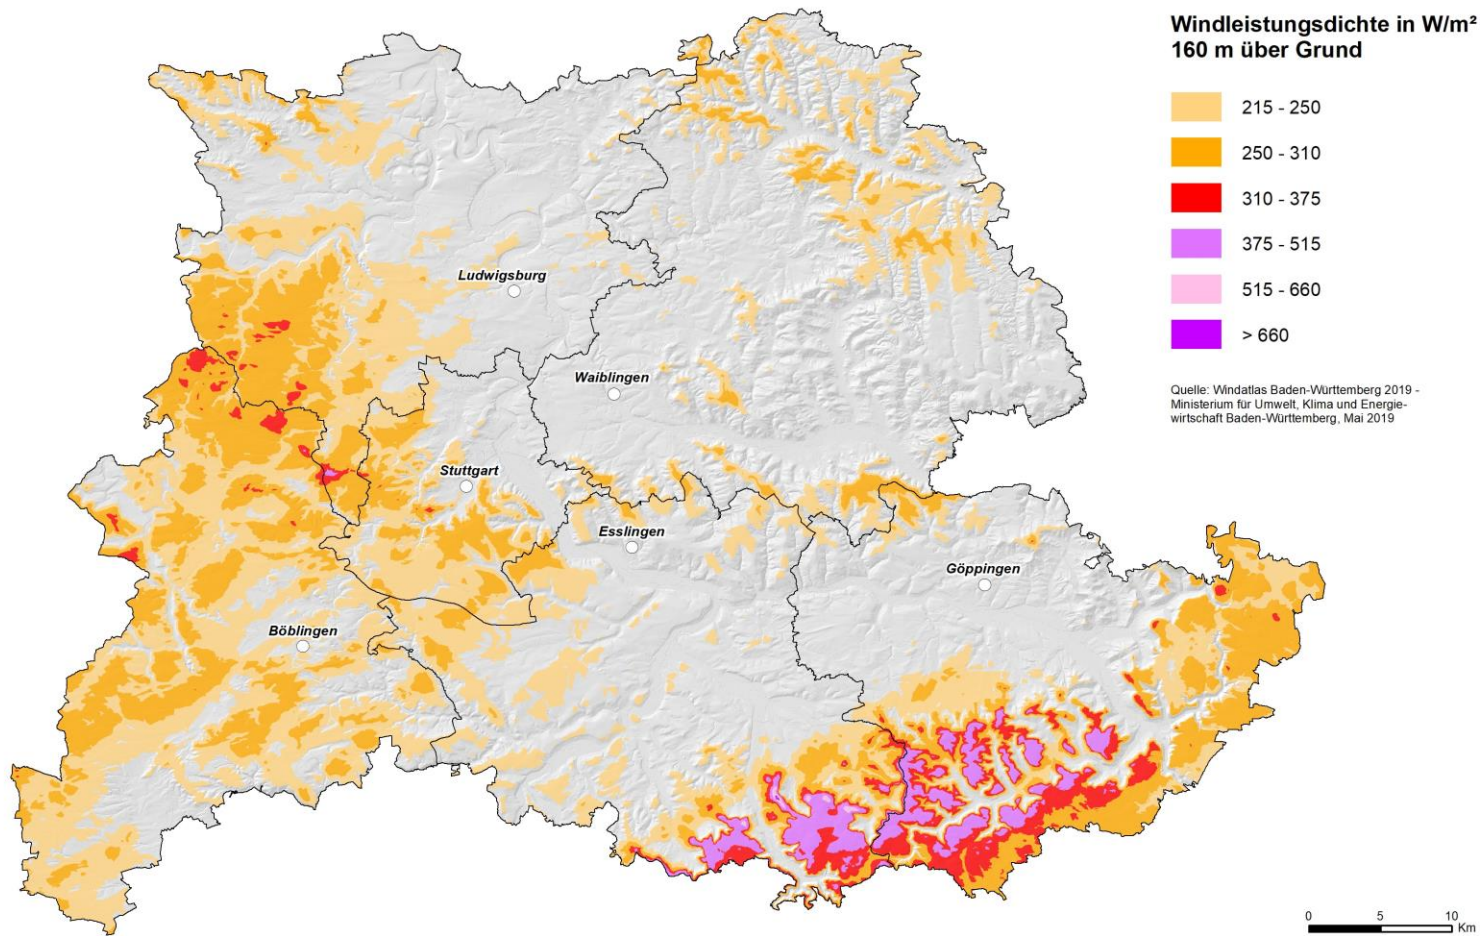 Windleistungsdichte in W/m²
160 m über Grund
215 - 250
250 - 310
310 - 375
375 - 515
515 - 660
> 660
Quelle: Windatlas Baden-Württemberg 2019 -
Ministerium für Umwelt, Klima und Energie-
wirtschaft Baden-Württemberg, Mai 2019
Ludwigsburg
Waiblingen
Stuttgart
Esslingen
Göppingen
Böblingen
0 5 10
Km